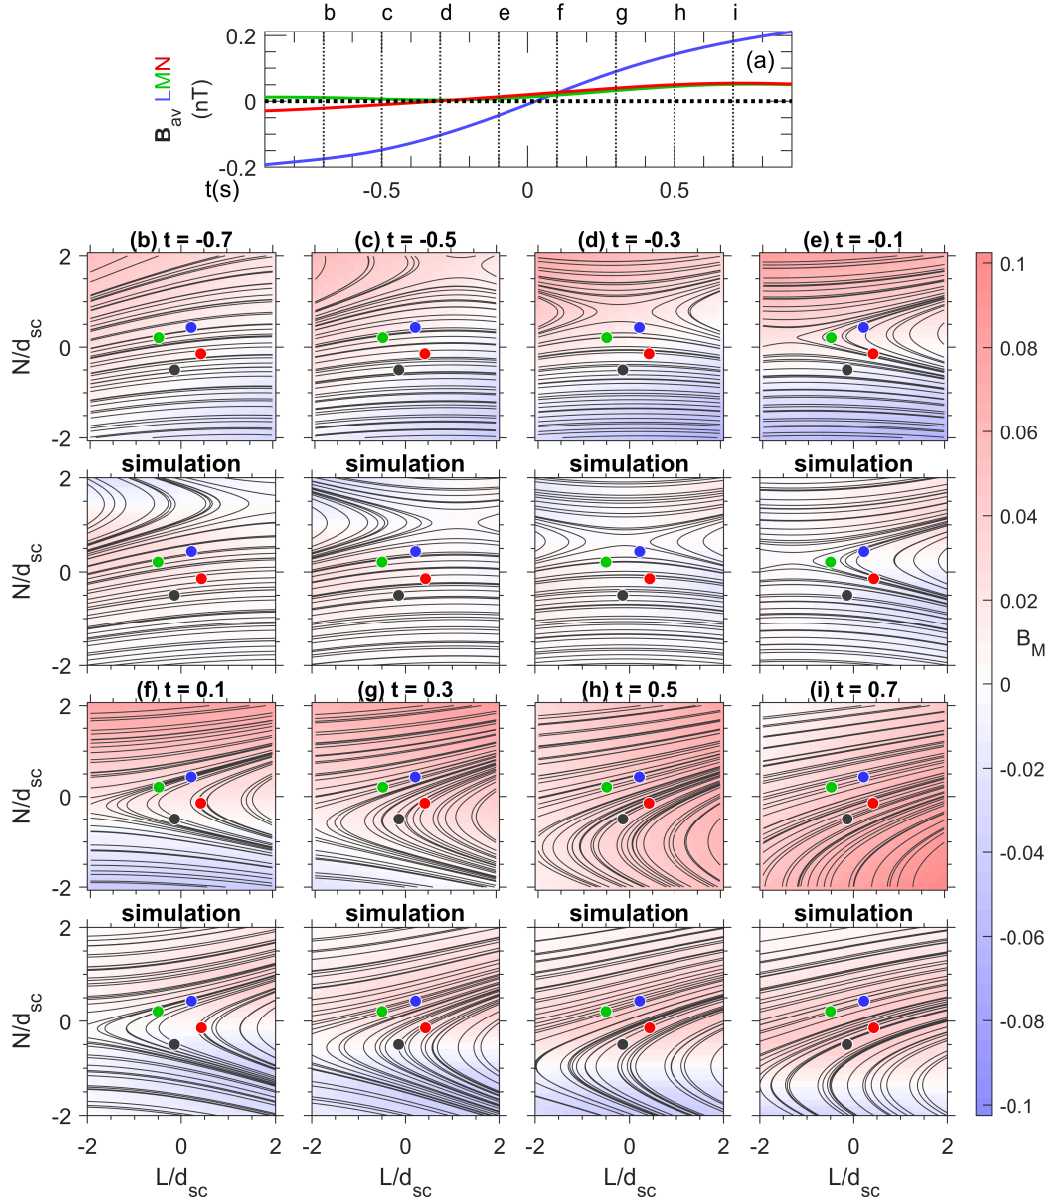 b c d e f g h i
0.2
(a)
B_av LMN
(nT)
0
-0.2
t(s)
-0.5 0 0.5
(b) t = -0.7 (c) t = -0.5 (d) t = -0.3 (e) t = -0.1
2
N/d_sc
0
-2
simulation simulation simulation simulation
2
N/d_sc
0
-2
(f) t = 0.1 (g) t = 0.3 (h) t = 0.5 (i) t = 0.7
2
N/d_sc
0
-2
simulation simulation simulation simulation
2
N/d_sc
0
-2
-2 0 2 -2 0 2 -2 0 2 -2 0 2
L/d_sc L/d_sc L/d_sc L/d_sc
0.1
0.08
0.06
0.04
0.02
B_M
0
-0.02
-0.04
-0.06
-0.08
-0.1